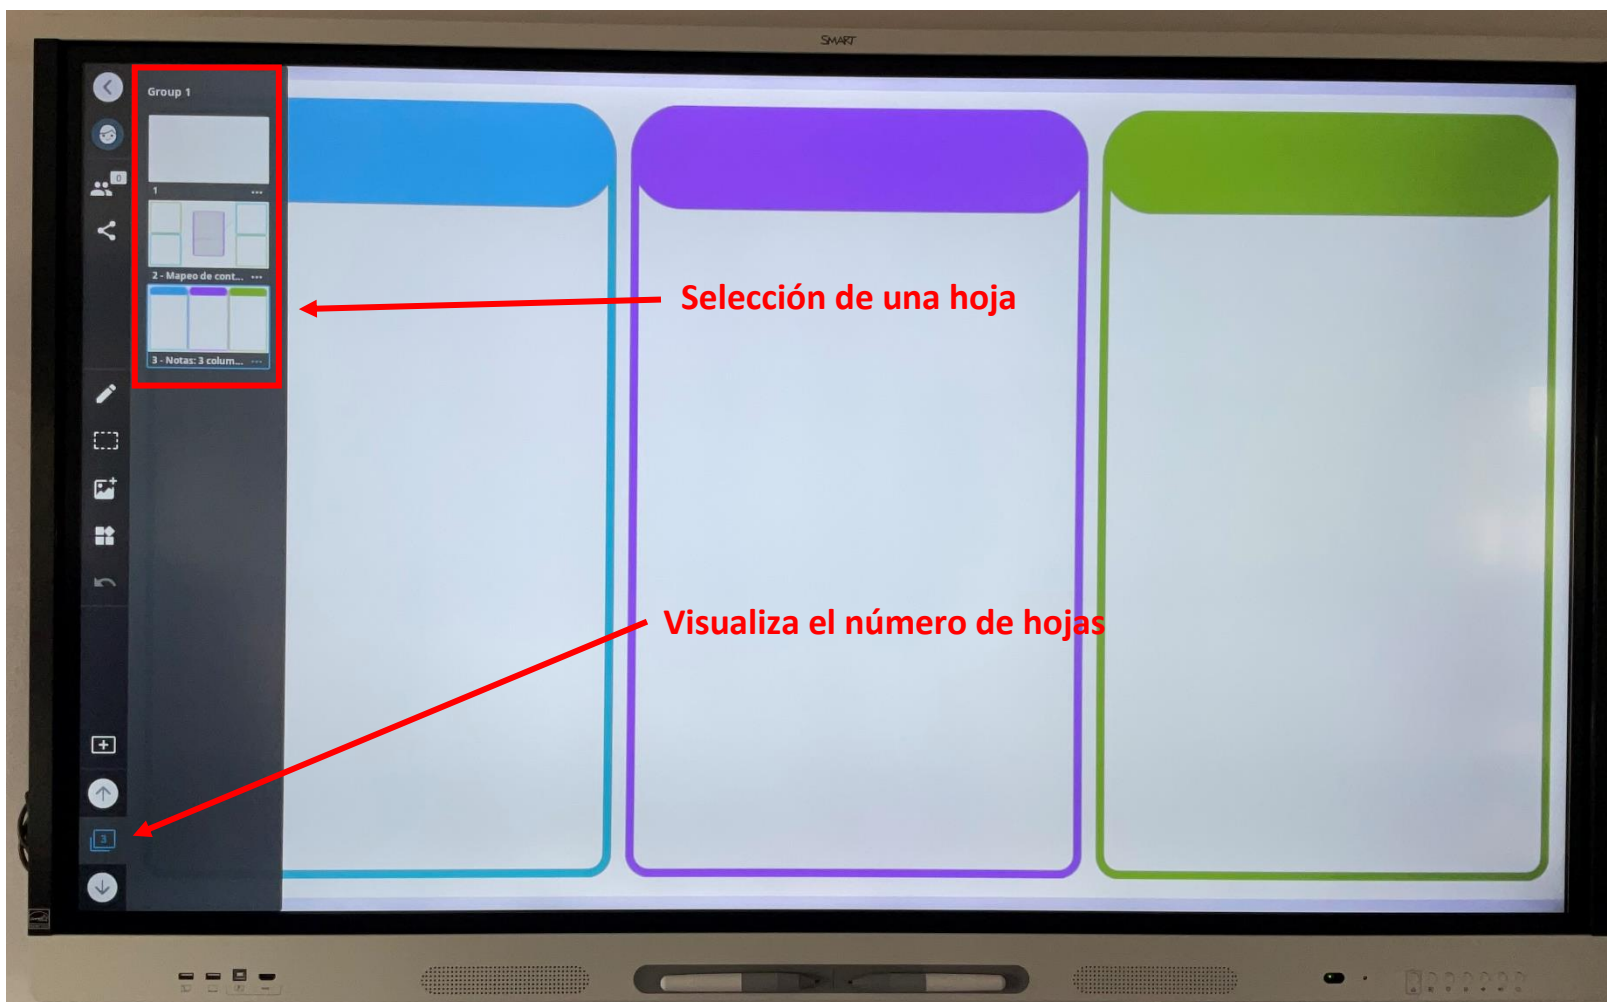 SMART
Group 1
0
1 ...
2 - Mapeo de cont... ...
3 - Notas: 3 colum... ...
Selección de una hoja
Visualiza el número de hojas
3